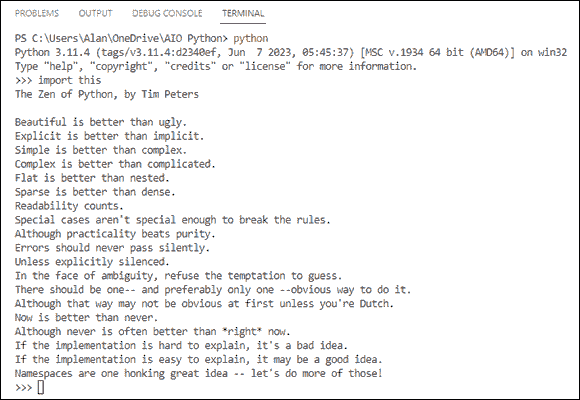 PROBLEMS OUTPUT DEBUG CONSOLE TERMINAL
PS C:\Users\Alan\OneDrive\AIO Python> python
Python 3.11.4 (tags/v3.11.4:d2340ef, Jun  7 2023, 05:45:37) [MSC v.1934 64 bit (AMD64)] on win32
Type "help", "copyright", "credits" or "license" for more information.
>>> import this
The Zen of Python, by Tim Peters

Beautiful is better than ugly.
Explicit is better than implicit.
Simple is better than complex.
Complex is better than complicated.
Flat is better than nested.
Sparse is better than dense.
Readability counts.
Special cases aren't special enough to break the rules.
Although practicality beats purity.
Errors should never pass silently.
Unless explicitly silenced.
In the face of ambiguity, refuse the temptation to guess.
There should be one-- and preferably only one --obvious way to do it.
Although that way may not be obvious at first unless you're Dutch.
Now is better than never.
Although never is often better than *right* now.
If the implementation is hard to explain, it's a bad idea.
If the implementation is easy to explain, it may be a good idea.
Namespaces are one honking great idea -- let's do more of those!
>>>